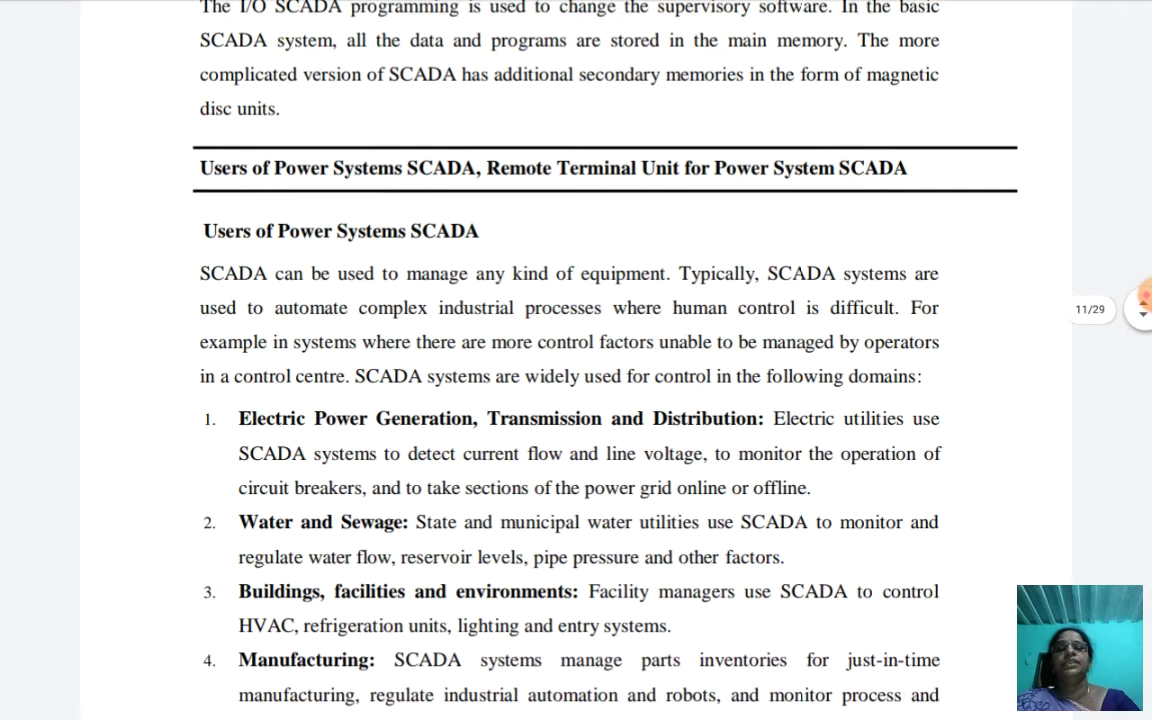 The I/O SCADA programming is used to change the supervisory software. In the basic
SCADA system, all the data and programs are stored in the main memory. The more
complicated version of SCADA has additional secondary memories in the form of magnetic
disc units.
Users of Power Systems SCADA, Remote Terminal Unit for Power System SCADA
Users of Power Systems SCADA
SCADA can be used to manage any kind of equipment. Typically, SCADA systems are
used to automate complex industrial processes where human control is difficult. For
example in systems where there are more control factors unable to be managed by operators
in a control centre. SCADA systems are widely used for control in the following domains:
11/29
1. Electric Power Generation, Transmission and Distribution: Electric utilities use
SCADA systems to detect current flow and line voltage, to monitor the operation of
circuit breakers, and to take sections of the power grid online or offline.
2. Water and Sewage: State and municipal water utilities use SCADA to monitor and
regulate water flow, reservoir levels, pipe pressure and other factors.
3. Buildings, facilities and environments: Facility managers use SCADA to control
HVAC, refrigeration units, lighting and entry systems.
4. Manufacturing: SCADA systems manage parts inventories for just-in-time
manufacturing, regulate industrial automation and robots, and monitor process and